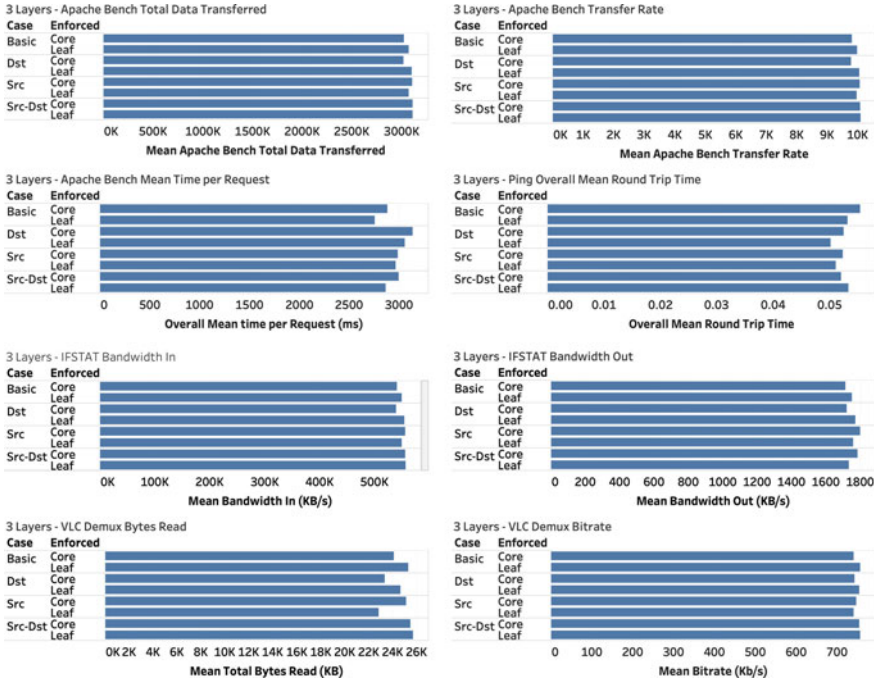 3 Layers - Apache Bench Total Data Transferred
Case Enforced
Basic Core
Leaf
Dst Core
Leaf
Src Core
Leaf
Src-Dst Core
Leaf
0K 500K 1000K 1500K 2000K 2500K 3000K
Mean Apache Bench Total Data Transferred
3 Layers - Apache Bench Transfer Rate
Case Enforced
Basic Core
Leaf
Dst Core
Leaf
Src Core
Leaf
Src-Dst Core
Leaf
0K 1K 2K 3K 4K 5K 6K 7K 8K 9K 10K
Mean Apache Bench Transfer Rate
3 Layers - Apache Bench Mean Time per Request
Case Enforced
Basic Core
Leaf
Dst Core
Leaf
Src Core
Leaf
Src-Dst Core
Leaf
0 500 1000 1500 2000 2500 3000
Overall Mean time per Request (ms)
3 Layers - Ping Overall Mean Round Trip Time
Case Enforced
Basic Core
Leaf
Dst Core
Leaf
Src Core
Leaf
Src-Dst Core
Leaf
0.00 0.01 0.02 0.03 0.04 0.05
Overall Mean Round Trip Time
3 Layers - IFSTAT Bandwidth In
Case Enforced
Basic Core
Leaf
Dst Core
Leaf
Src Core
Leaf
Src-Dst Core
Leaf
0K 100K 200K 300K 400K 500K
Mean Bandwidth In (KB/s)
3 Layers - IFSTAT Bandwidth Out
Case Enforced
Basic Core
Leaf
Dst Core
Leaf
Src Core
Leaf
Src-Dst Core
Leaf
0 200 400 600 800 1000 1200 1400 1600 1800
Mean Bandwidth Out (KB/s)
3 Layers - VLC Demux Bytes Read
Case Enforced
Basic Core
Leaf
Dst Core
Leaf
Src Core
Leaf
Src-Dst Core
Leaf
0K 2K 4K 6K 8K 10K 12K 14K 16K 18K 20K 22K 24K 26K
Mean Total Bytes Read (KB)
3 Layers - VLC Demux Bitrate
Case Enforced
Basic Core
Leaf
Dst Core
Leaf
Src Core
Leaf
Src-Dst Core
Leaf
0 100 200 300 400 500 600 700
Mean Bitrate (Kb/s)